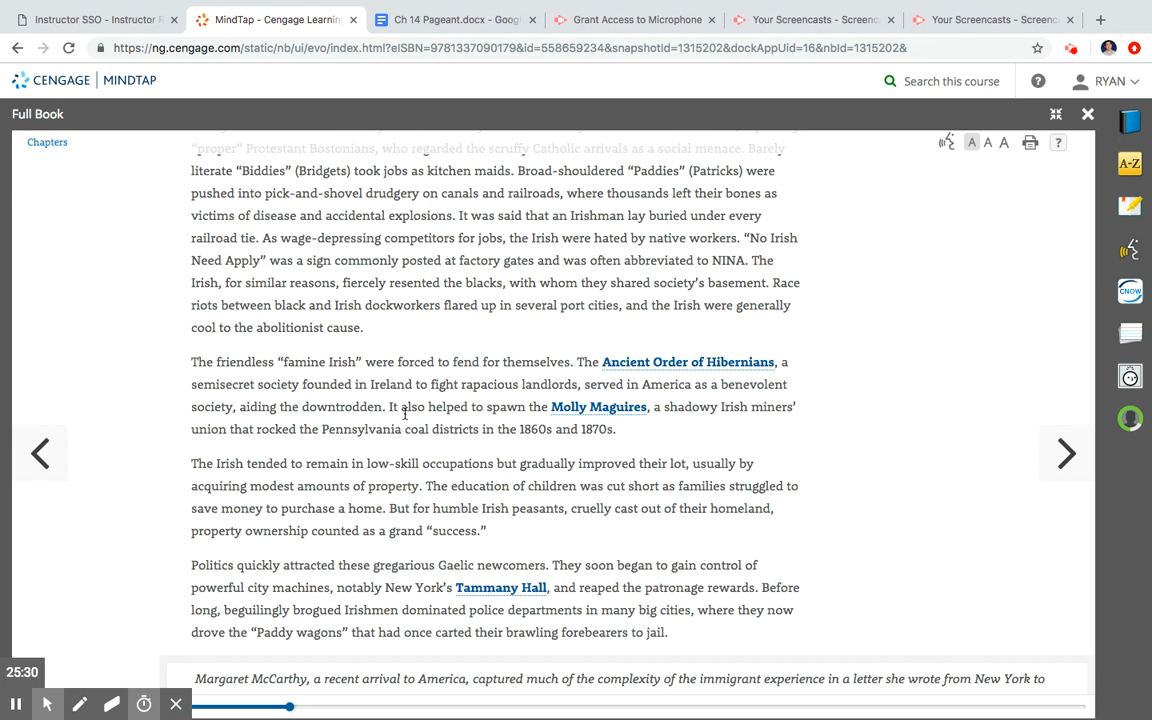 Instructor SSO - Instructor R
MindTap - Cengage Learning
Ch 14 Pageant.docx - Googl
Grant Access to Microphone
Your Screencasts - Screenc
Your Screencasts - Screenc
https://ng.cengage.com/static/nb/ui/evo/index.html?eISBN=9781337090179&id=558659234&snapshotId=1315202&dockAppUid=16&nbId=1315202&
CENGAGE | MINDTAP
Search this course
RYAN
Full Book
Chapters
A A A
?
A-Z
CNOW
"proper" Protestant Bostonians, who regarded the scruffy Catholic arrivals as a social menace. Barely
literate "Biddies" (Bridgets) took jobs as kitchen maids. Broad-shouldered "Paddies" (Patricks) were
pushed into pick-and-shovel drudgery on canals and railroads, where thousands left their bones as
victims of disease and accidental explosions. It was said that an Irishman lay buried under every
railroad tie. As wage-depressing competitors for jobs, the Irish were hated by native workers. "No Irish
Need Apply" was a sign commonly posted at factory gates and was often abbreviated to NINA. The
Irish, for similar reasons, fiercely resented the blacks, with whom they shared society's basement. Race
riots between black and Irish dockworkers flared up in several port cities, and the Irish were generally
cool to the abolitionist cause.
The friendless "famine Irish" were forced to fend for themselves. The Ancient Order of Hibernians, a
semisecret society founded in Ireland to fight rapacious landlords, served in America as a benevolent
society, aiding the downtrodden. It also helped to spawn the Molly Maguires, a shadowy Irish miners'
union that rocked the Pennsylvania coal districts in the 1860s and 1870s.
The Irish tended to remain in low-skill occupations but gradually improved their lot, usually by
acquiring modest amounts of property. The education of children was cut short as families struggled to
save money to purchase a home. But for humble Irish peasants, cruelly cast out of their homeland,
property ownership counted as a grand "success."
Politics quickly attracted these gregarious Gaelic newcomers. They soon began to gain control of
powerful city machines, notably New York's Tammany Hall, and reaped the patronage rewards. Before
long, beguilingly brogued Irishmen dominated police departments in many big cities, where they now
drove the "Paddy wagons" that had once carted their brawling forebearers to jail.
Margaret McCarthy, a recent arrival to America, captured much of the complexity of the immigrant experience in a letter she wrote from New York to
25:30